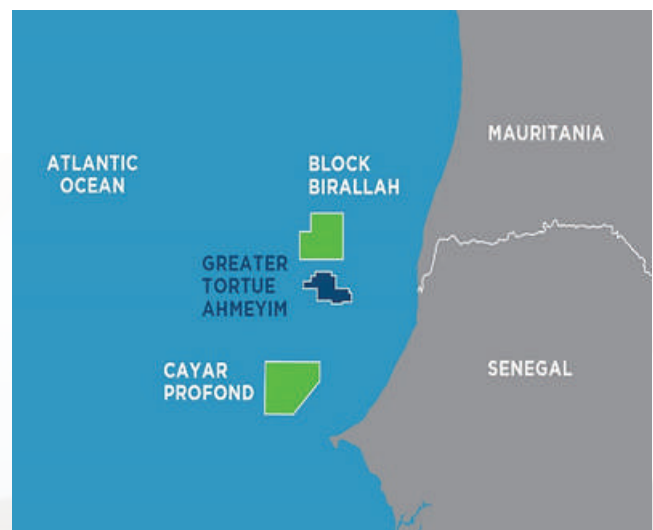 MAURITANIA
ATLANTIC
OCEAN
BLOCK
BIRALLAH
GREATER
TORTUE
AHMEYIM
CAYAR
PROFOND
SENEGAL